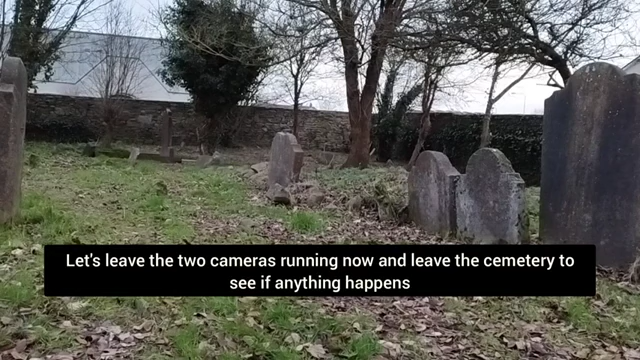 Let's leave the two cameras running now and leave the cemetery to
see if anything happens